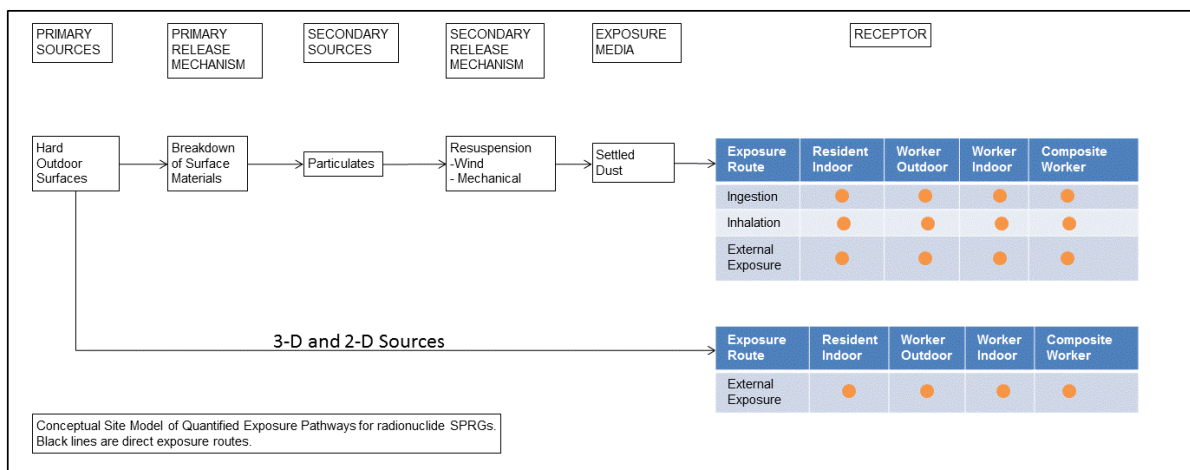 PRIMARY
SOURCES
PRIMARY
RELEASE
MECHANISM
SECONDARY
SOURCES
SECONDARY
RELEASE
MECHANISM
EXPOSURE
MEDIA
RECEPTOR
Hard
Outdoor
Surfaces
Breakdown
of Surface
Materials
Particulates
Resuspension
-Wind
- Mechanical
Settled
Dust
Exposure
Route
Resident
Indoor
Worker
Outdoor
Worker
Indoor
Composite
Worker
Ingestion
Inhalation
External
Exposure
3-D and 2-D Sources
Exposure
Route
Resident
Indoor
Worker
Outdoor
Worker
Indoor
Composite
Worker
External
Exposure
Conceptual Site Model of Quantified Exposure Pathways for radionuclide SPRGs.
Black lines are direct exposure routes.